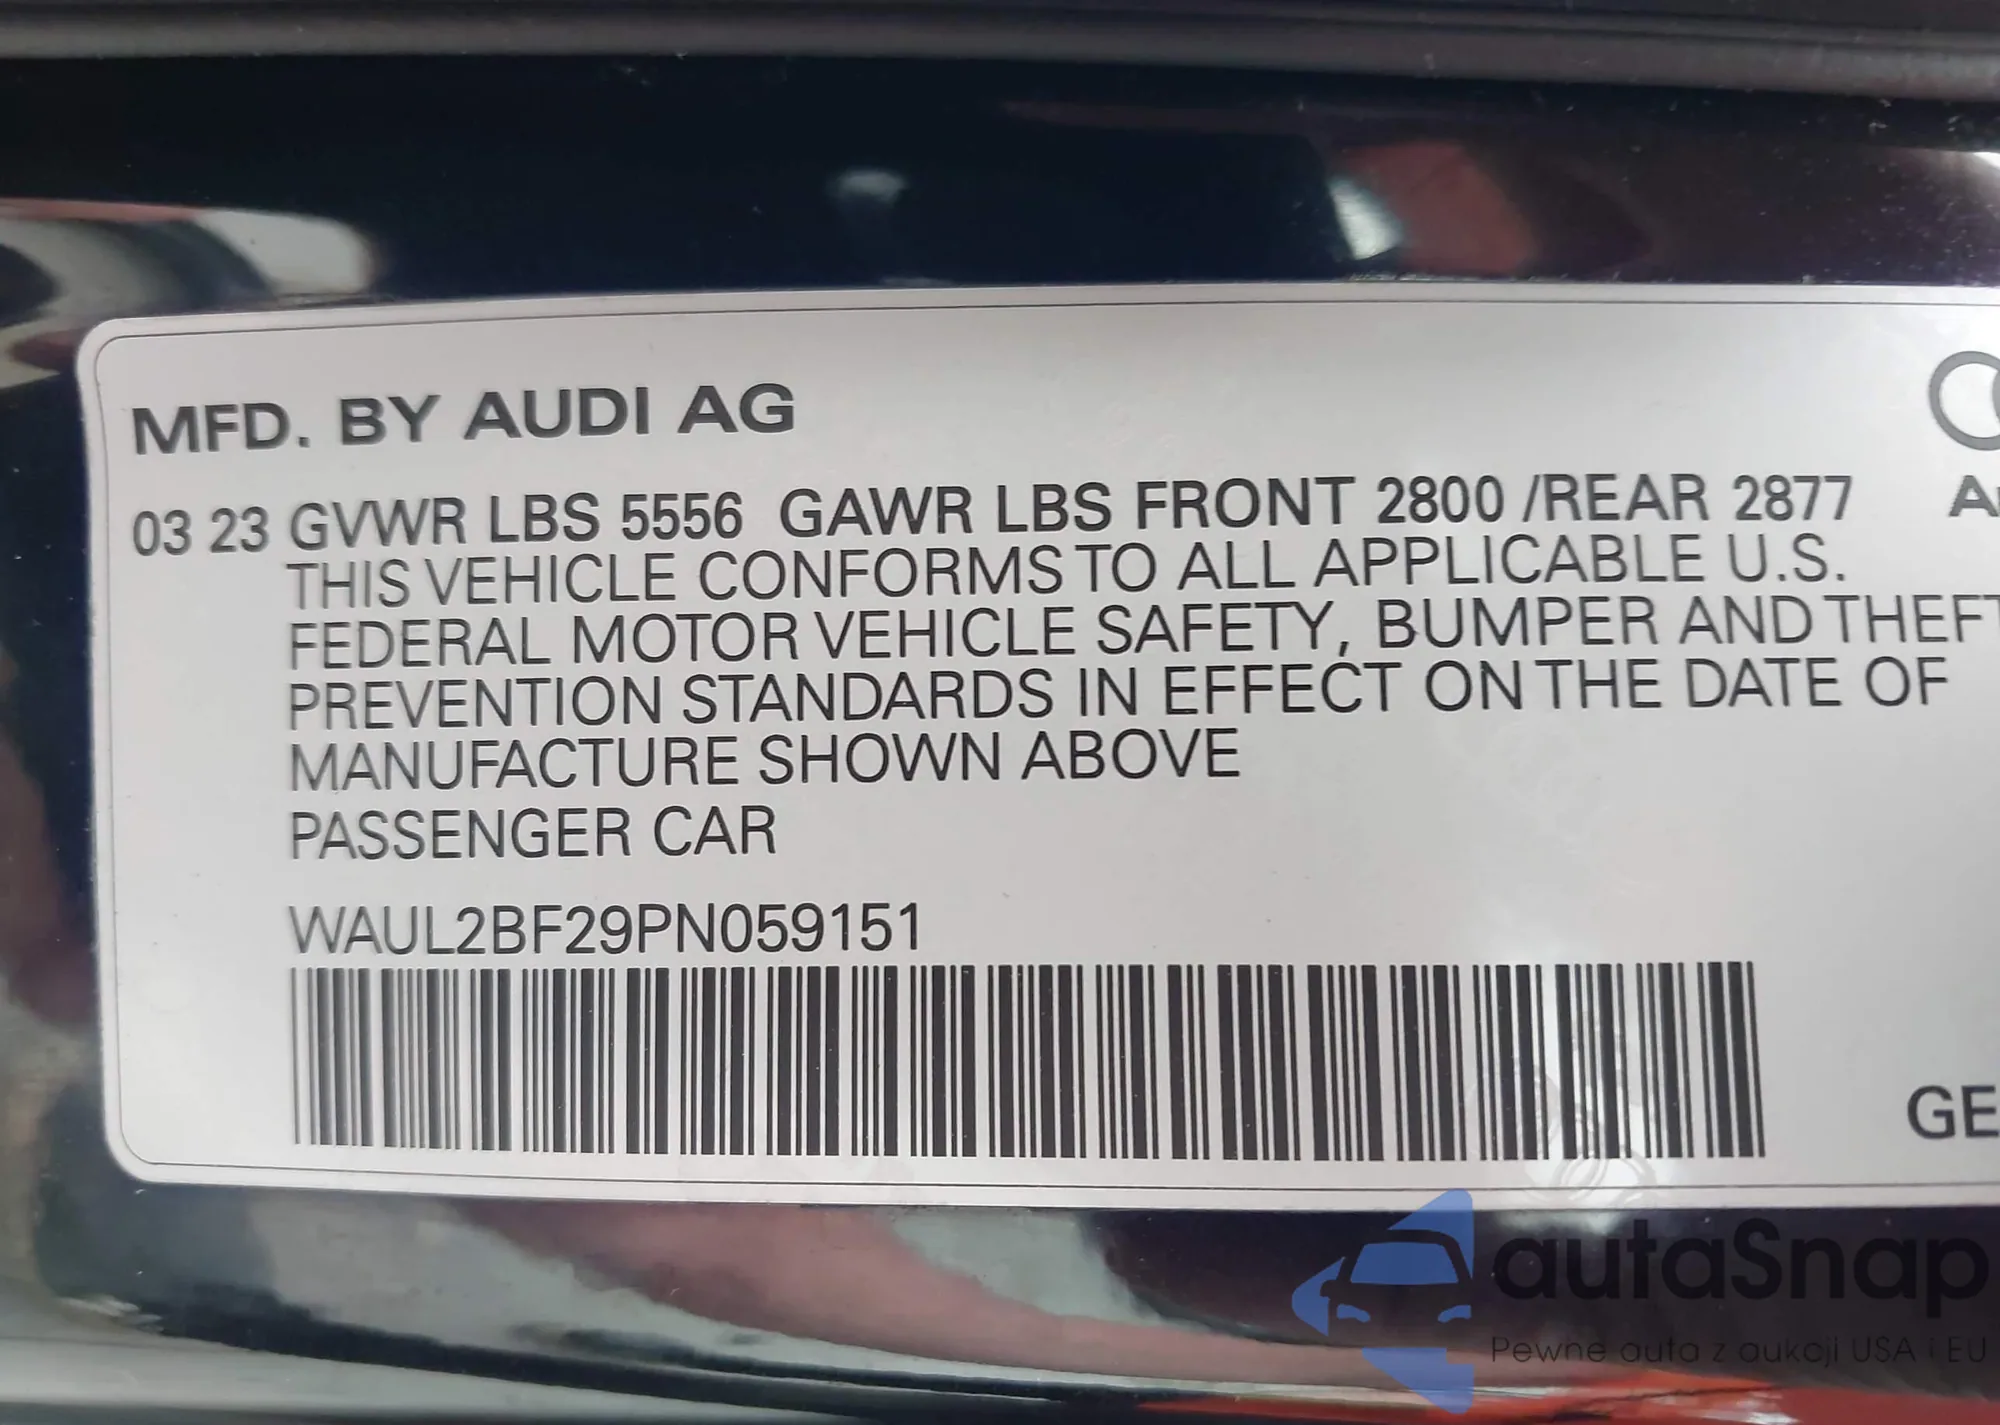 MFD. BY AUDI AG
03 23 GVWR LBS 5556 GAWR LBS FRONT 2800 /REAR 2877
THIS VEHICLE CONFORMS TO ALL APPLICABLE U.S.
FEDERAL MOTOR VEHICLE SAFETY, BUMPER AND THEFT
PREVENTION STANDARDS IN EFFECT ON THE DATE OF
MANUFACTURE SHOWN ABOVE
PASSENGER CAR
WAUL2BF29PN059151
GE
autaSnap
Pewne auta z aukcji USA i EU